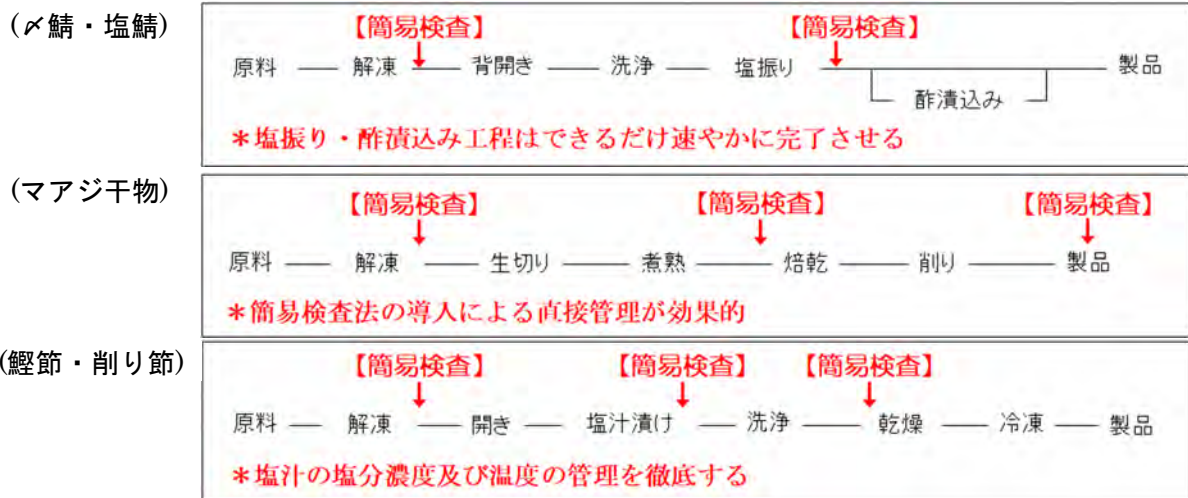 (〆鯖・塩鯖)
【簡易検査】 【簡易検査】
原料 — 解凍 — 背開き — 洗浄 — 塩振り — 製品
酢漬込み
＊塩振り・酢漬込み工程はできるだけ速やかに完了させる
(マアジ干物)
【簡易検査】 【簡易検査】 【簡易検査】
原料 — 解凍 — 生切り — 煮熟 — 焙乾 — 削り — 製品
＊簡易検査法の導入による直接管理が効果的
(鰹節・削り節)
【簡易検査】 【簡易検査】 【簡易検査】
原料 — 解凍 — 開き — 塩汁漬け — 洗浄 — 乾燥 — 冷凍 — 製品
＊塩汁の塩分濃度及び温度の管理を徹底する